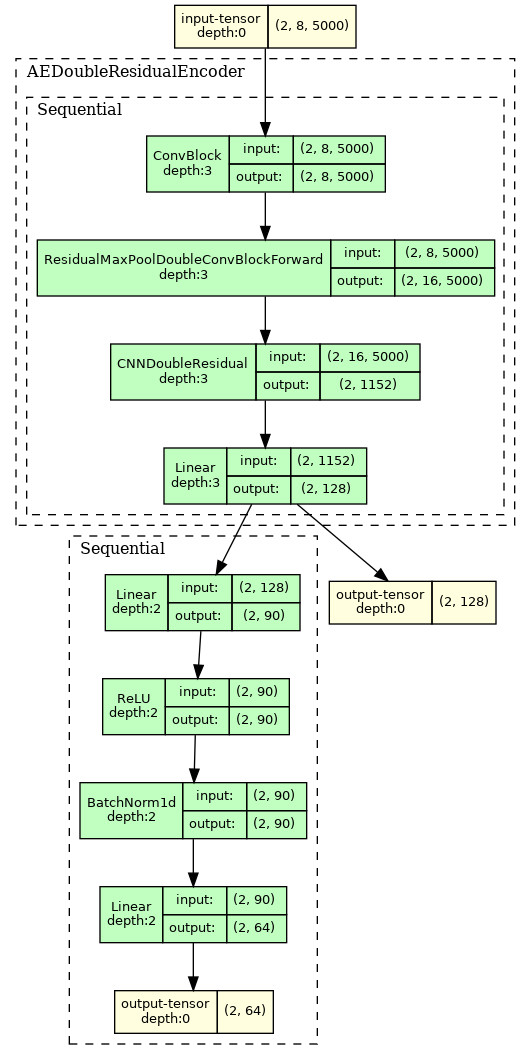 input-tensor
depth:0
(2, 8, 5000)
AEDoubleResidualEncoder
Sequential
ConvBlock
depth:3
input:
(2, 8, 5000)
output:
(2, 8, 5000)
ResidualMaxPoolDoubleConvBlockForward
depth:3
input:
(2, 8, 5000)
output:
(2, 16, 5000)
CNNDoubleResidual
depth:3
input:
(2, 16, 5000)
output:
(2, 1152)
Linear
depth:3
input:
(2, 1152)
output:
(2, 128)
Sequential
Linear
depth:2
input:
(2, 128)
output:
(2, 90)
output-tensor
depth:0
(2, 128)
ReLU
depth:2
input:
(2, 90)
output:
(2, 90)
BatchNorm1d
depth:2
input:
(2, 90)
output:
(2, 90)
Linear
depth:2
input:
(2, 90)
output:
(2, 64)
output-tensor
depth:0
(2, 64)